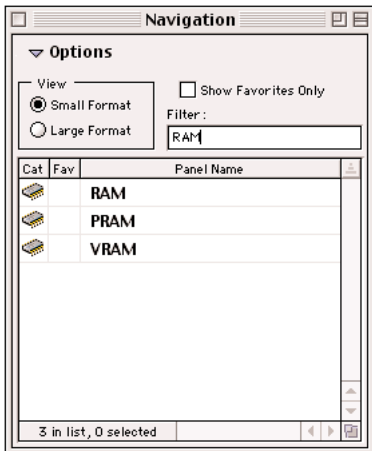 Navigation
Options
View
Small Format
Large Format
Show Favorites Only
Filter:
RAM
Cat Fav Panel Name
RAM
PRAM
VRAM
3 in list, 0 selected